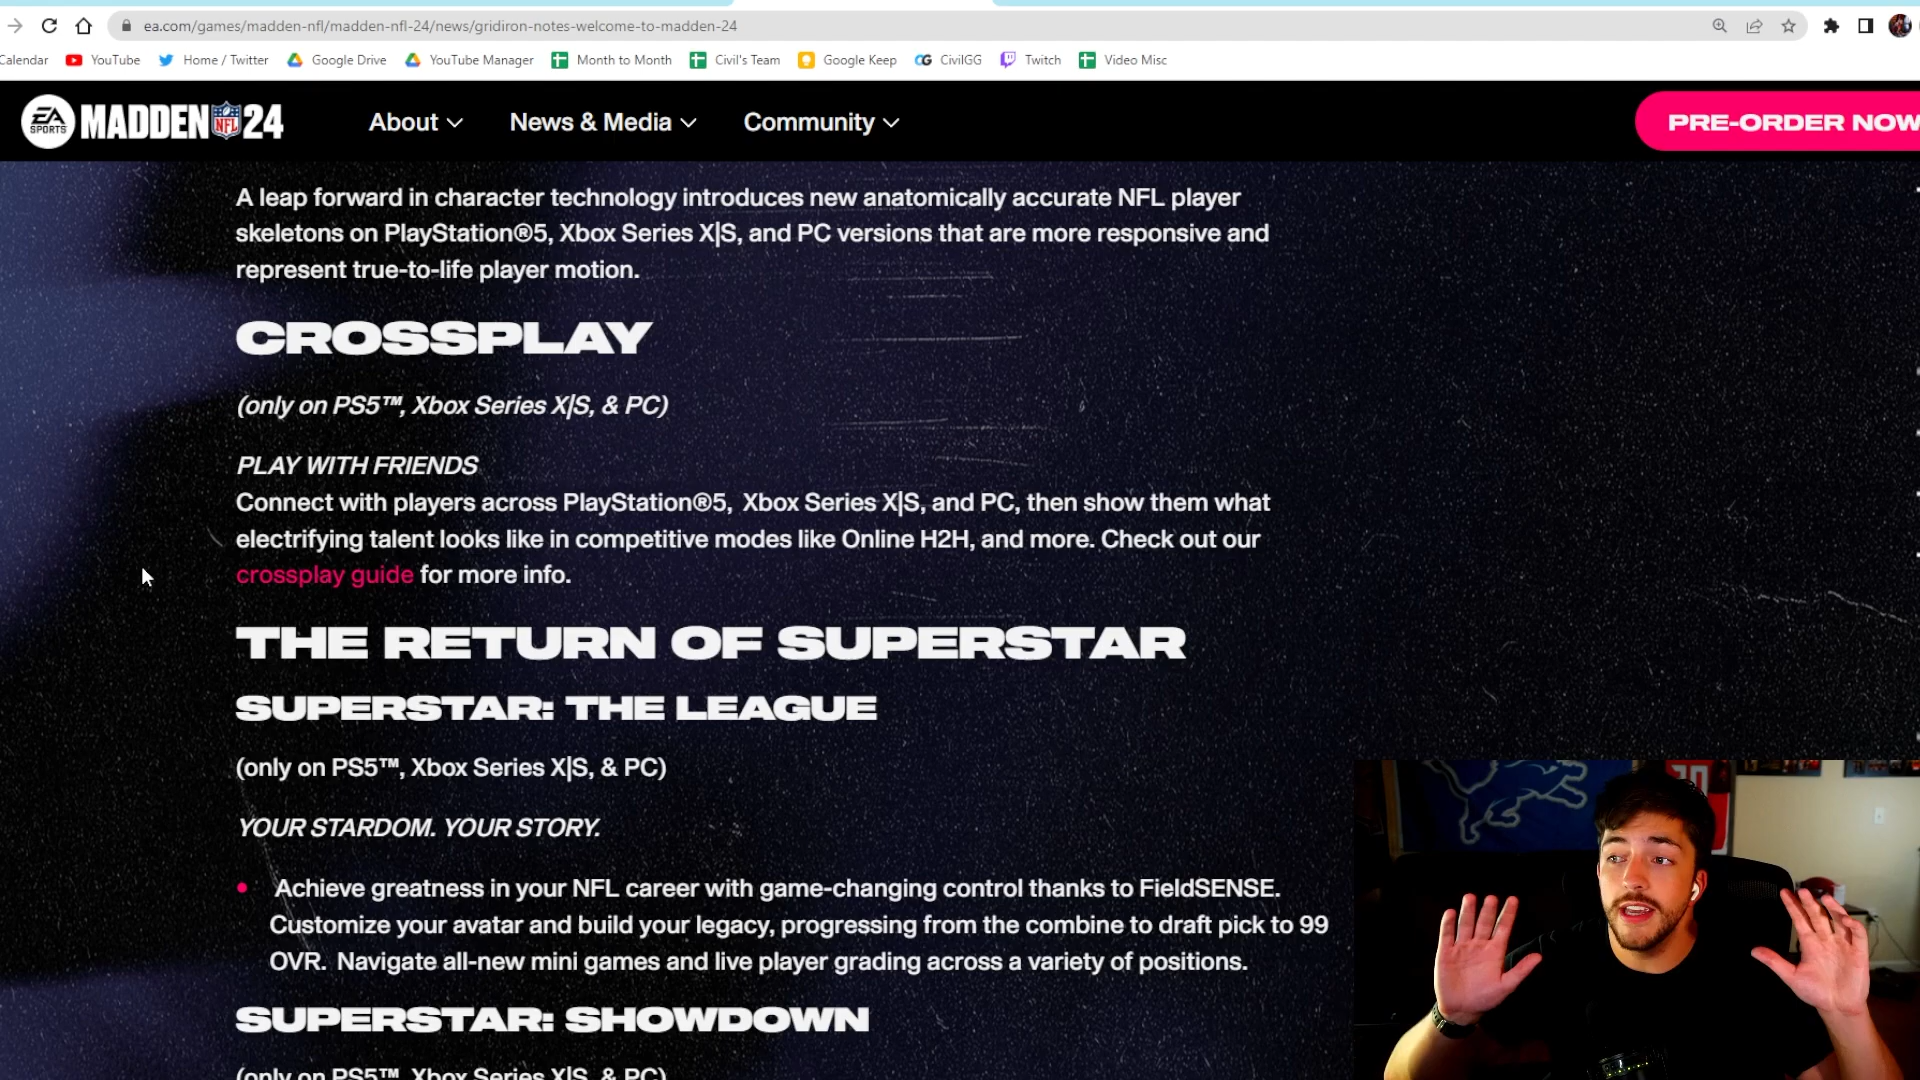 ea.com/games/madden-nfl/madden-nfl-24/news/gridiron-notes-welcome-to-madden-24
Calendar YouTube Home / Twitter Google Drive YouTube Manager Month to Month Civil's Team Google Keep CivilGG Twitch Video Misc
EA SPORTS MADDEN NFL 24 About News & Media Community PRE-ORDER NOW
A leap forward in character technology introduces new anatomically accurate NFL player
skeletons on PlayStation®5, Xbox Series X|S, and PC versions that are more responsive and
represent true-to-life player motion.
CROSSPLAY
(only on PS5™, Xbox Series X|S, & PC)
PLAY WITH FRIENDS
Connect with players across PlayStation®5, Xbox Series X|S, and PC, then show them what
electrifying talent looks like in competitive modes like Online H2H, and more. Check out our
crossplay guide for more info.
THE RETURN OF SUPERSTAR
SUPERSTAR: THE LEAGUE
(only on PS5™, Xbox Series X|S, & PC)
YOUR STARDOM. YOUR STORY.
Achieve greatness in your NFL career with game-changing control thanks to FieldSENSE.
Customize your avatar and build your legacy, progressing from the combine to draft pick to 99
OVR. Navigate all-new mini games and live player grading across a variety of positions.
SUPERSTAR: SHOWDOWN
(only on PS5™, Xbox Series X|S, & PC)